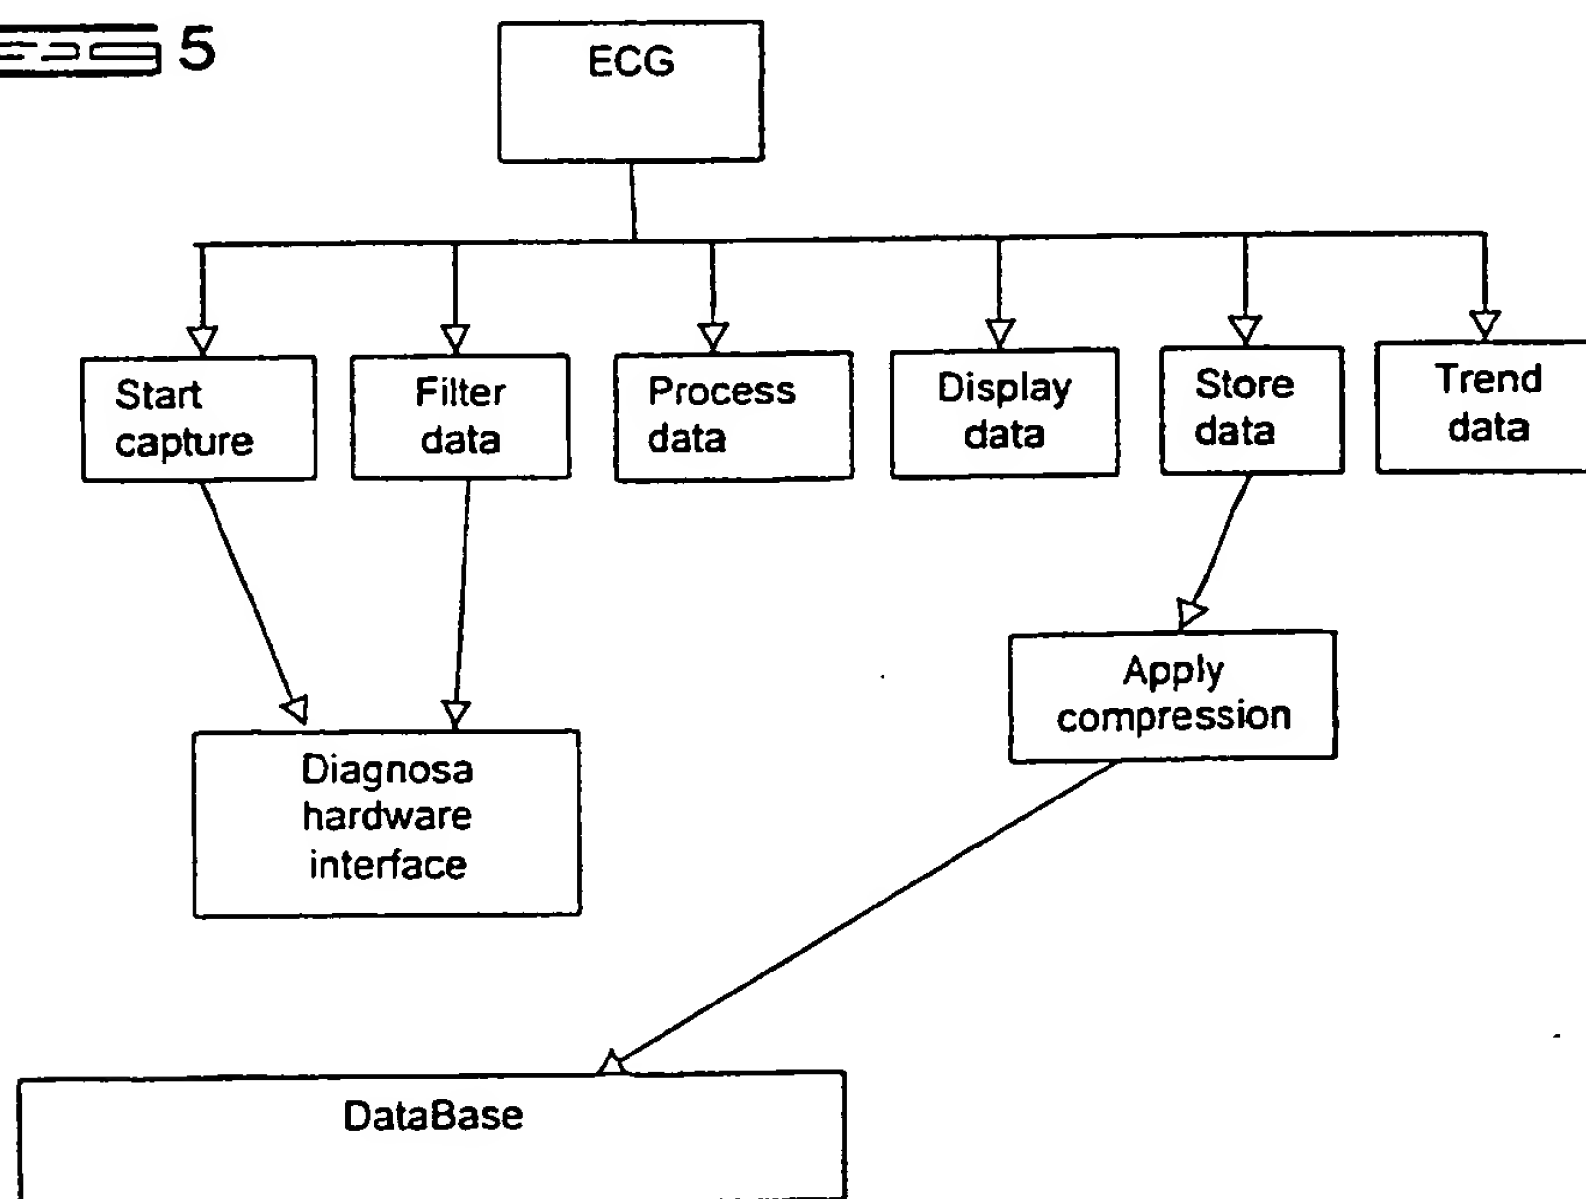 5
ECG
Start
capture
Filter
data
Process
data
Display
data
Store
data
Trend
data
Apply
compression
Diagnosa
hardware
interface
DataBase